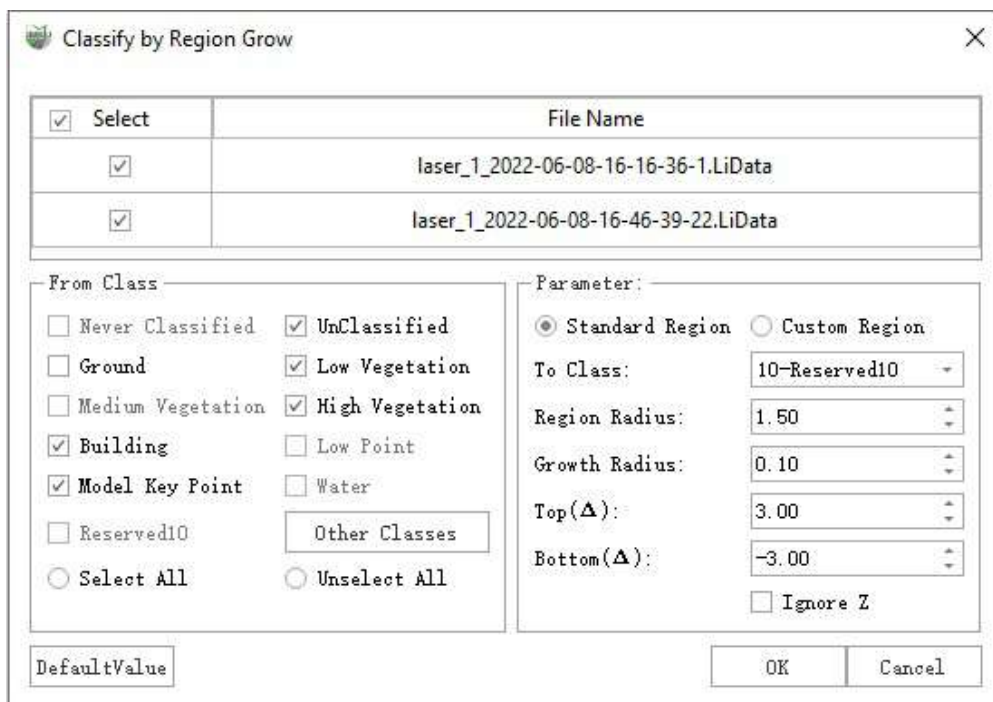 Classify by Region Grow
Select File Name
laser_1_2022-06-08-16-16-36-1.LiData
laser_1_2022-06-08-16-46-39-22.LiData
From Class
Never Classified UnClassified
Ground Low Vegetation
Medium Vegetation High Vegetation
Building Low Point
Model Key Point Water
Reserved10 Other Classes
Select All Unselect All
Parameter:
Standard Region Custom Region
To Class: 10-Reserved10
Region Radius: 1.50
Growth Radius: 0.10
Top(Δ): 3.00
Bottom(Δ): -3.00
Ignore Z
DefaultValue OK Cancel